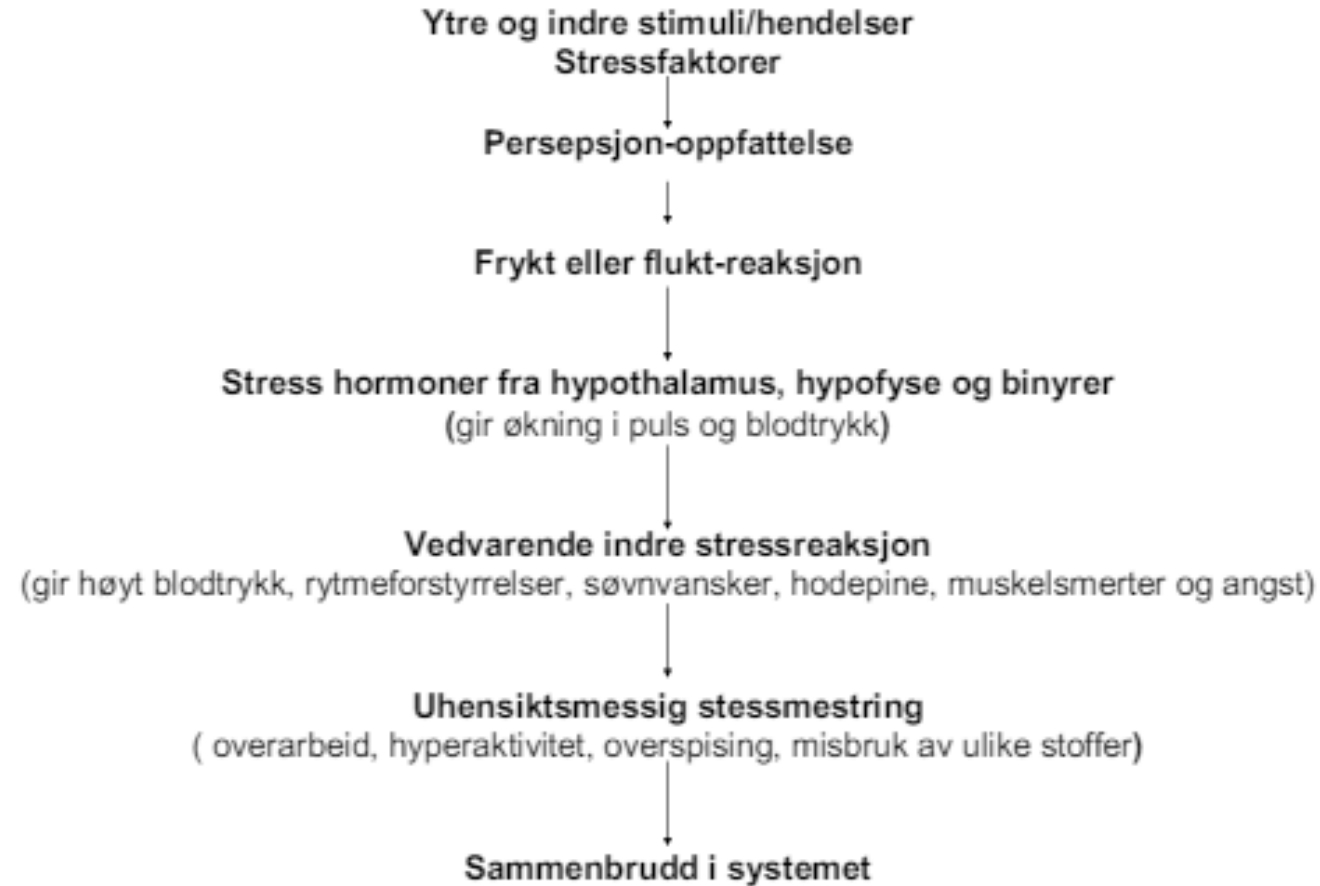 Ytre og indre stimuli/hendelser
Stressfaktorer
Persepsjon-oppfattelse
Frykt eller flukt-reaksjon
Stress hormoner fra hypothalamus, hypofyse og binyrer
(gir økning i puls og blodtrykk)
Vedvarende indre stressreaksjon
(gir høyt blodtrykk, rytmeforstyrrelser, søvnvansker, hodepine, muskelsmerter og angst)
Uhensiktsmessig stessmestring
( overarbeid, hyperaktivitet, overspising, misbruk av ulike stoffer)
Sammenbrudd i systemet